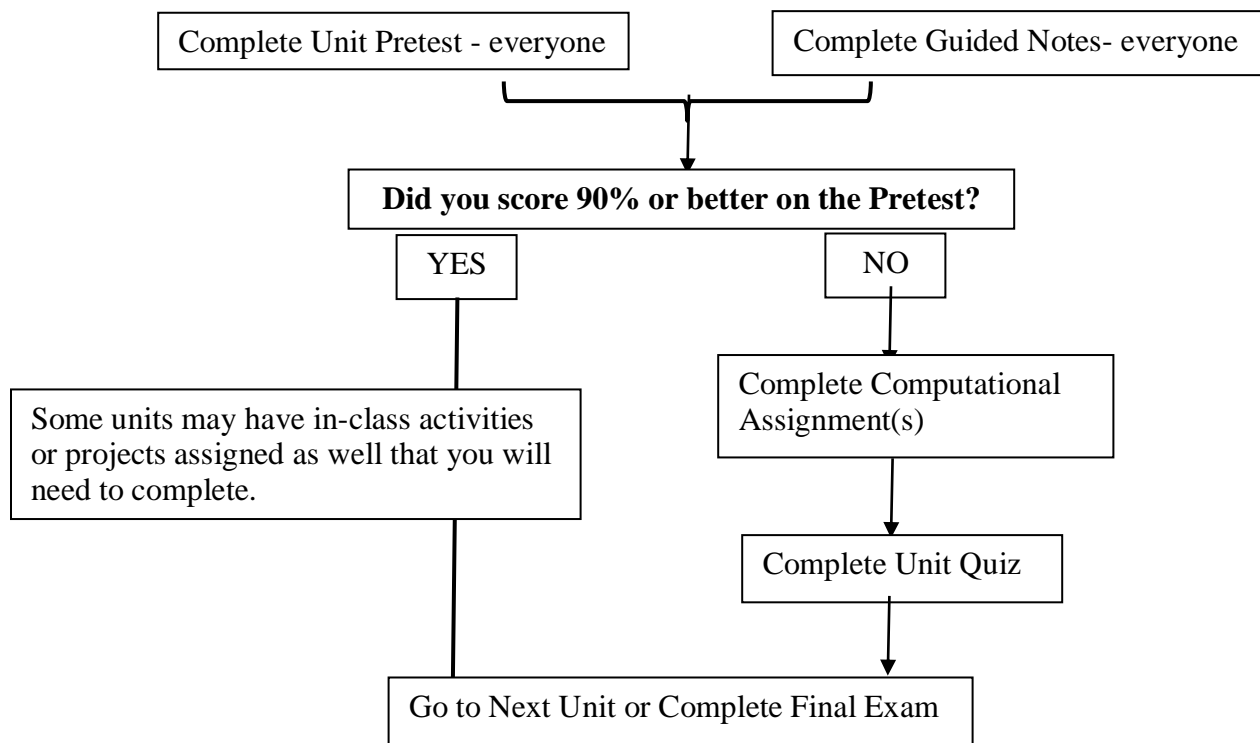 Complete Unit Pretest - everyone
Complete Guided Notes- everyone
Did you score 90% or better on the Pretest?
YES
NO
Some units may have in-class activities
or projects assigned as well that you will
need to complete.
Complete Computational
Assignment(s)
Complete Unit Quiz
Go to Next Unit or Complete Final Exam